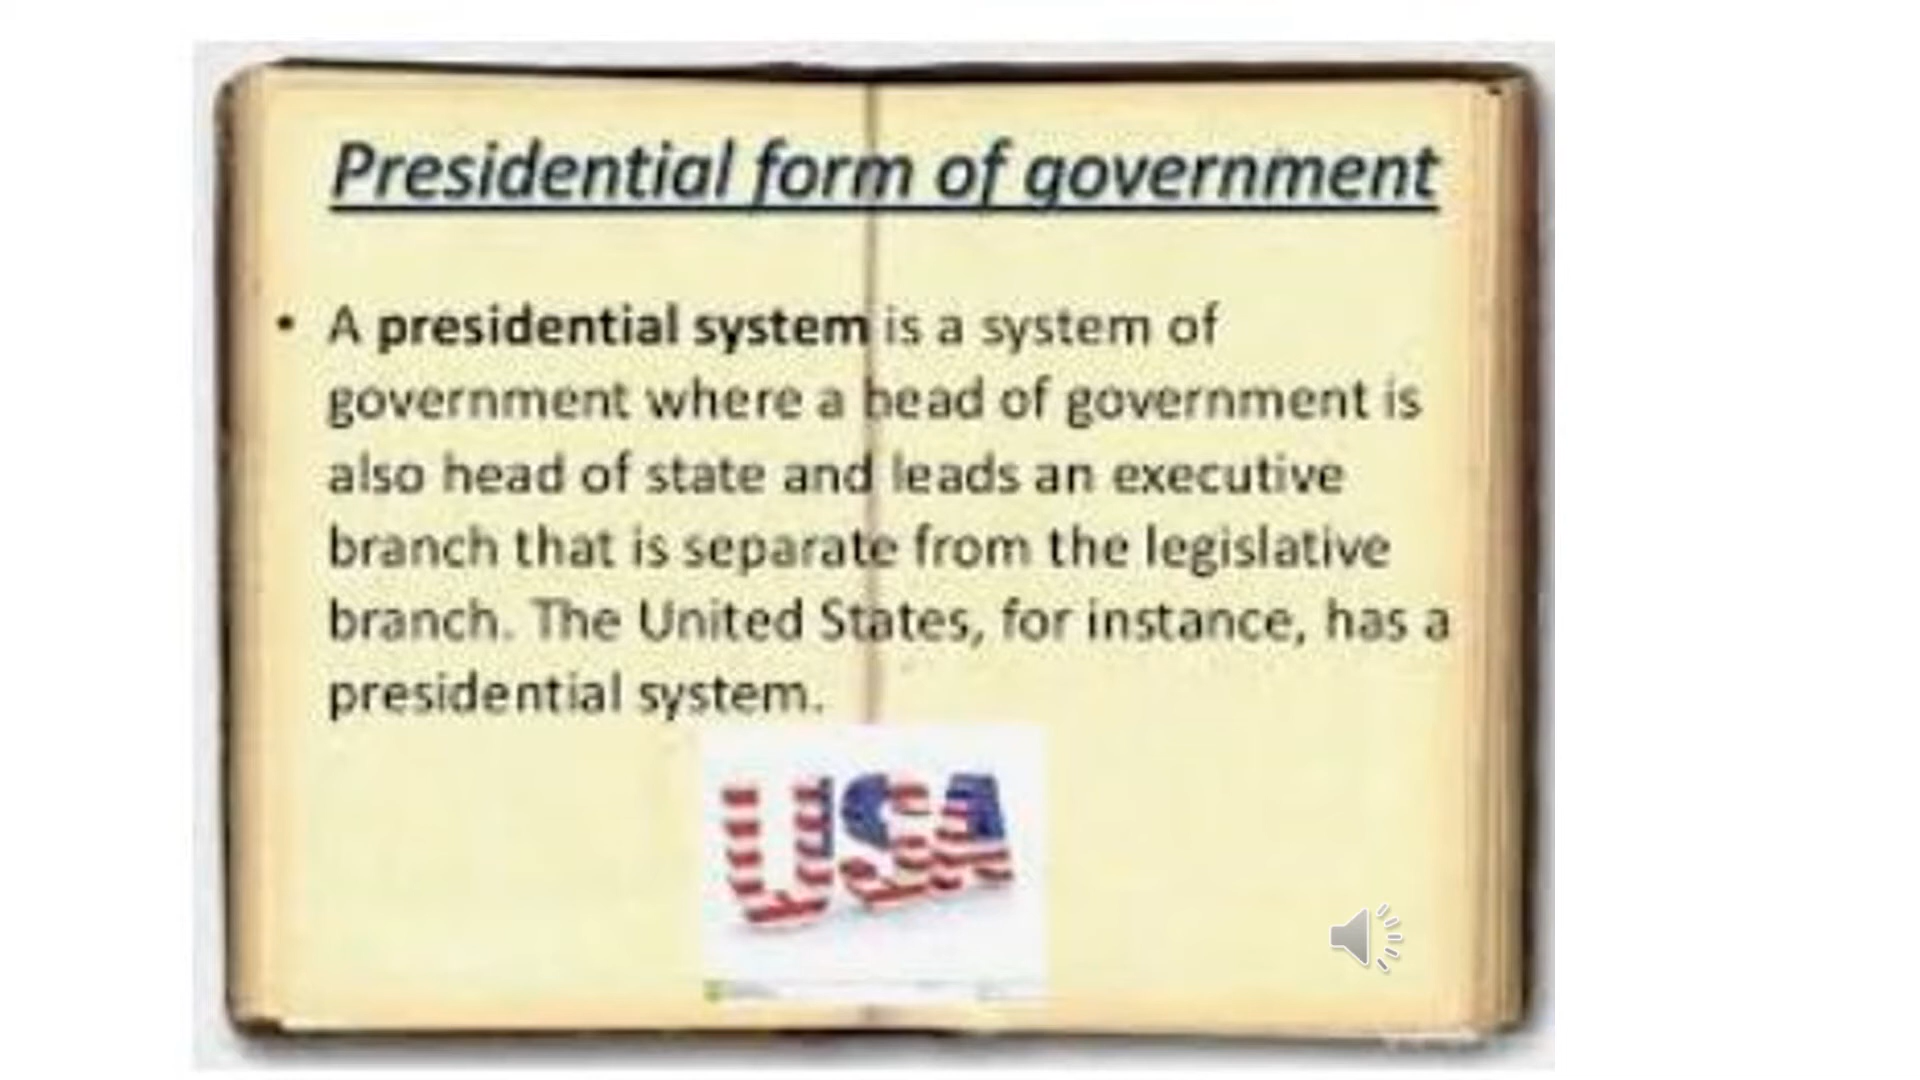 Presidential form of government
• A presidential system is a system of
government where a head of government is
also head of state and leads an executive
branch that is separate from the legislative
branch. The United States, for instance, has a
presidential system.
USA